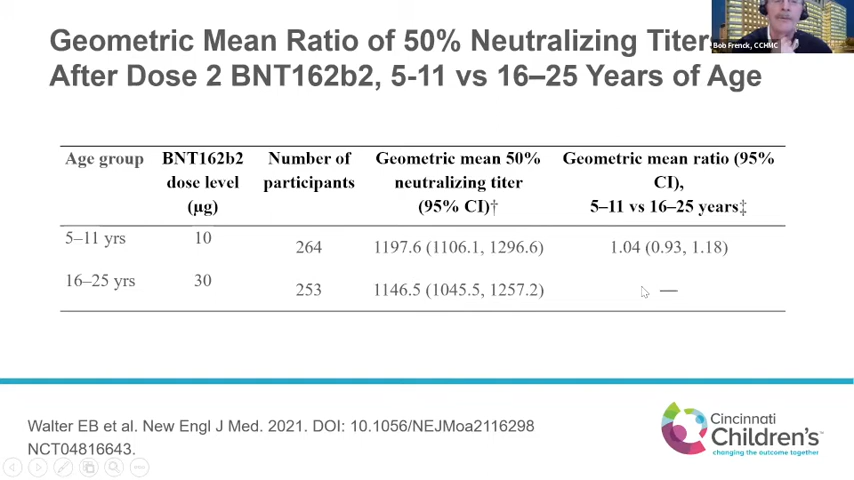 Geometric Mean Ratio of 50% Neutralizing Titers
After Dose 2 BNT162b2, 5-11 vs 16–25 Years of Age
Bob Frenck, CCHMC
Age group BNT162b2 dose level (µg) Number of participants Geometric mean 50% neutralizing titer (95% CI)† Geometric mean ratio (95% CI), 5–11 vs 16–25 years‡
5–11 yrs 10 264 1197.6 (1106.1, 1296.6) 1.04 (0.93, 1.18)
16–25 yrs 30 253 1146.5 (1045.5, 1257.2) —
Walter EB et al. New Engl J Med. 2021. DOI: 10.1056/NEJMoa2116298
NCT04816643.
Cincinnati
Children's™
changing the outcome together